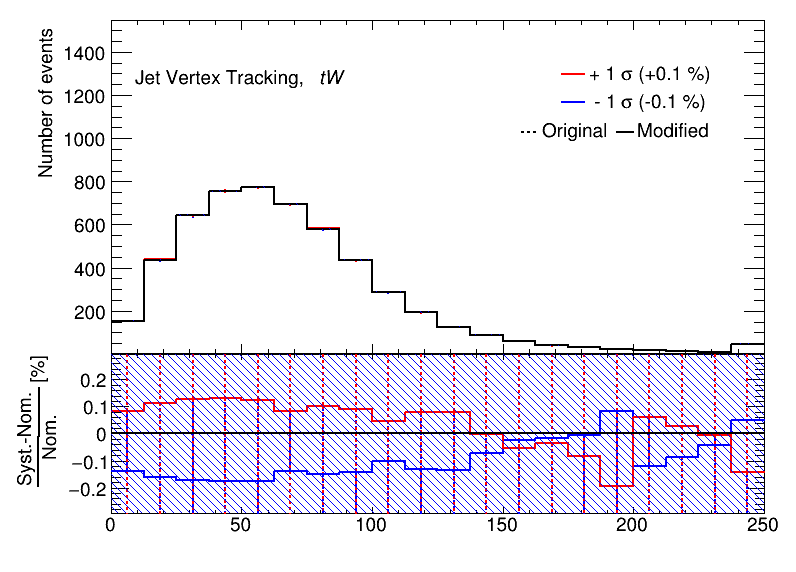 Number of events
1400
1200
1000
800
600
400
200
Jet Vertex Tracking, tW
+ 1 σ (+0.1 %)
- 1 σ (-0.1 %)
Original Modified
Syst.-Nom. [%]
Nom.
0.2
0.1
0
−0.1
−0.2
0 50 100 150 200 250